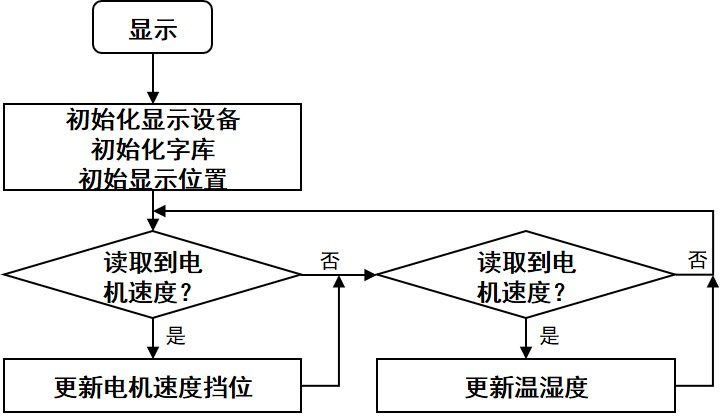 显示
初始化显示设备
初始化字库
初始显示位置
读取到电
机速度？
否
读取到电
机速度？
否
是
是
更新电机速度挡位
更新温湿度